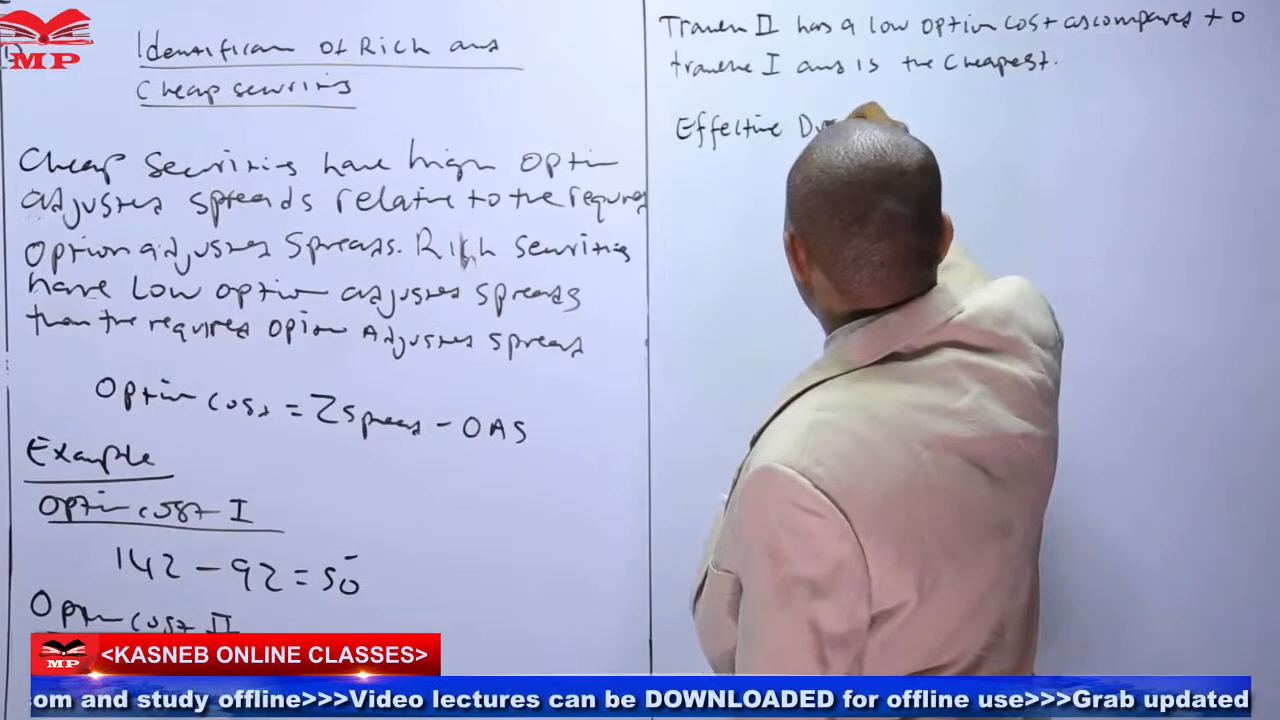 MP
Identification of Rich and
Cheap securities
Cheap Securities have high option
adjusted spreads relative to the required
Option adjusted Spreads. Rich Securities
have Low option adjusted spreads
than the required Option Adjusted spread
Option cost = Zspread - OAS
Example
Option cost I
142 - 92 = 50
Option cost II
Tranche II has a low option cost as compared to
tranche I and is the cheapest.
Effective
MP
<KASNEB ONLINE CLASSES>
om and study offline>>>Video lectures can be DOWNLOADED for offline use>>>Grab updated